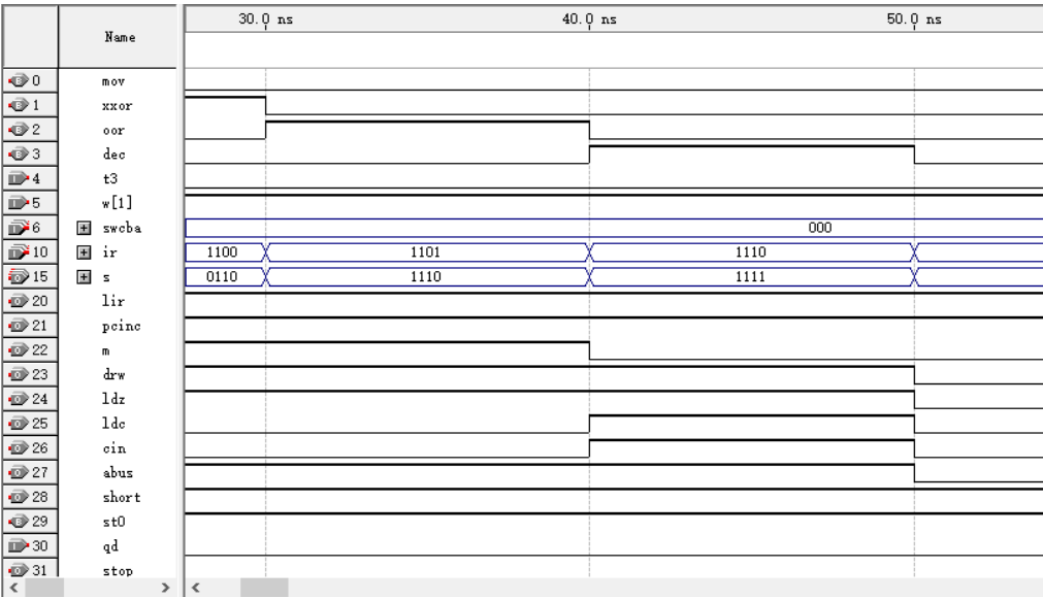 30.0 ns 40.0 ns 50.0 ns
Name
0 mov
1 xxor
2 oor
3 dec
4 t3
5 w[1]
6 swcba 000
10 ir 1100 1101 1110
15 s 0110 1110 1111
20 lir
21 pcinc
22 m
23 drw
24 ldz
25 ldc
26 cin
27 abus
28 short
29 st0
30 qd
31 stop